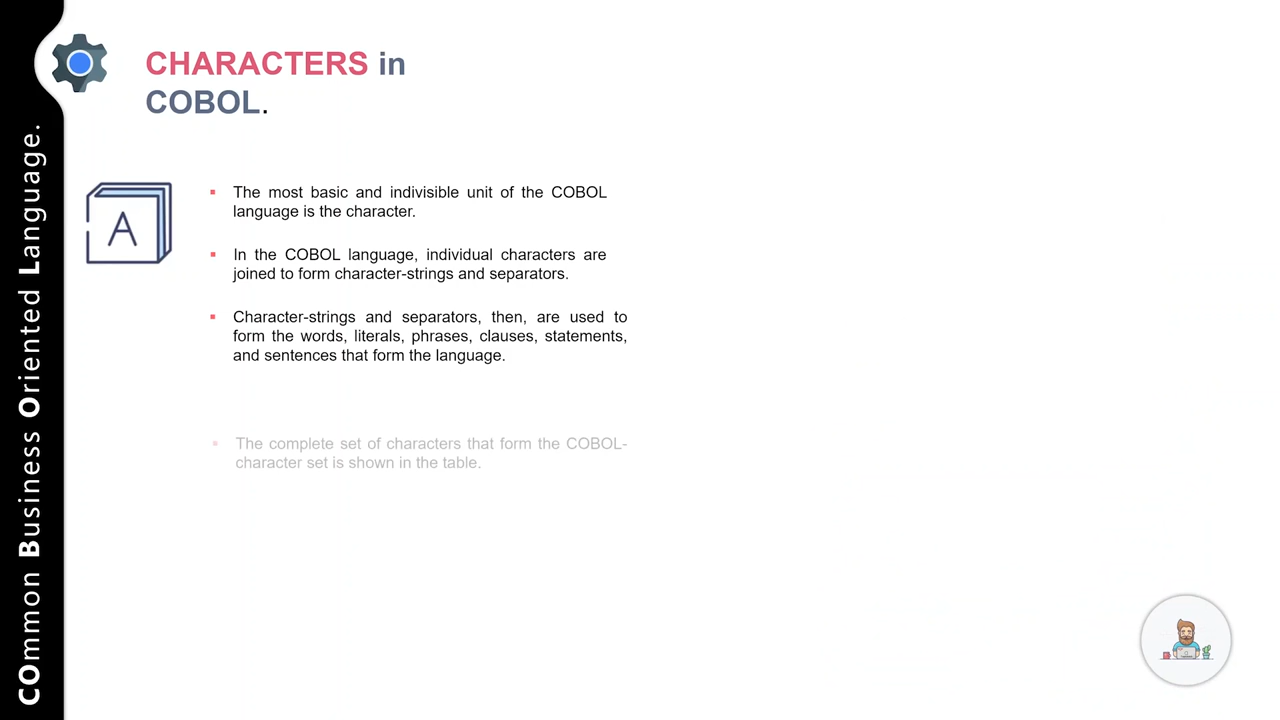 COmmon Business Oriented Language.
CHARACTERS in
COBOL.
A
▪ The most basic and indivisible unit of the COBOL
language is the character.
▪ In the COBOL language, individual characters are
joined to form character-strings and separators.
▪ Character-strings and separators, then, are used to
form the words, literals, phrases, clauses, statements,
and sentences that form the language.
▪ The complete set of characters that form the COBOL-
character set is shown in the table.